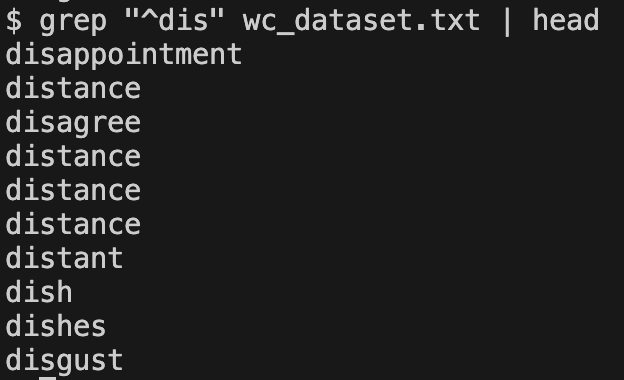 $ grep "^dis" wc_dataset.txt | head
disappointment
distance
disagree
distance
distance
distance
distant
dish
dishes
disgust